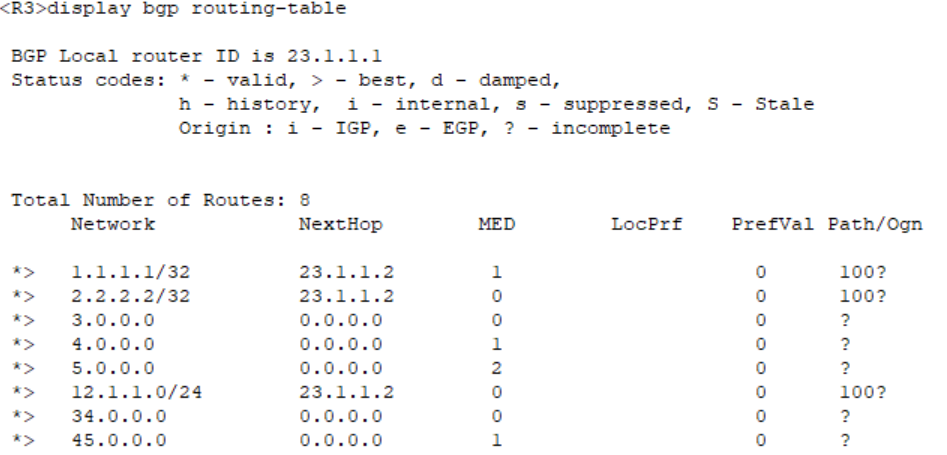 <R3>display bgp routing-table
BGP Local router ID is 23.1.1.1
Status codes: * - valid, > - best, d - damped,
h - history, i - internal, s - suppressed, S - Stale
Origin : i - IGP, e - EGP, ? - incomplete
Total Number of Routes: 8
Network NextHop MED LocPrf PrefVal Path/Ogn
*> 1.1.1.1/32 23.1.1.2 1 0 100?
*> 2.2.2.2/32 23.1.1.2 0 0 100?
*> 3.0.0.0 0.0.0.0 0 0 ?
*> 4.0.0.0 0.0.0.0 1 0 ?
*> 5.0.0.0 0.0.0.0 2 0 ?
*> 12.1.1.0/24 23.1.1.2 0 0 100?
*> 34.0.0.0 0.0.0.0 0 0 ?
*> 45.0.0.0 0.0.0.0 1 0 ?